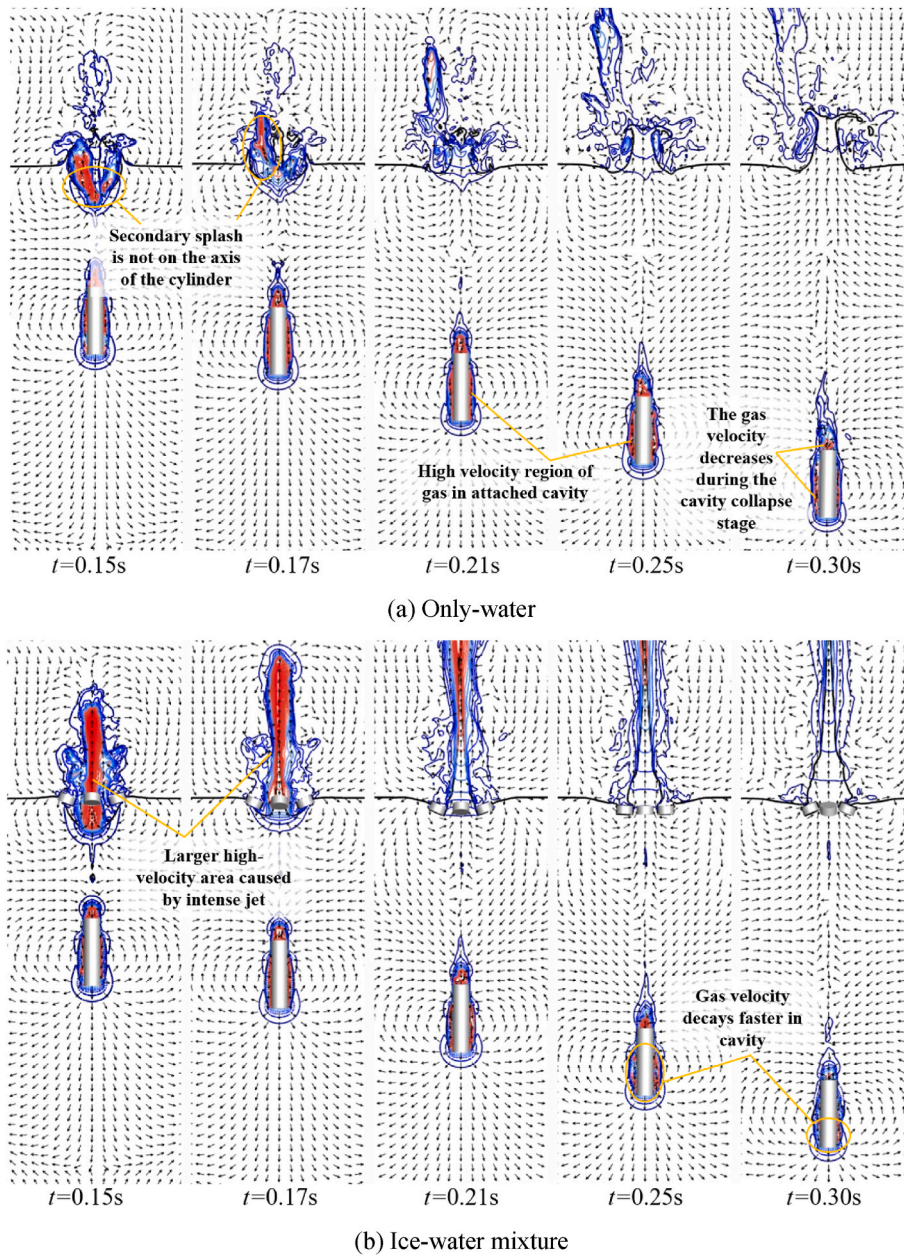 Secondary splash
is not on the axis
of the cylinder
High velocity region of
gas in attached cavity
The gas
velocity
decreases
during the
cavity collapse
stage
t=0.15s
t=0.17s
t=0.21s
t=0.25s
t=0.30s
(a) Only-water
Larger high-
velocity area caused
by intense jet
Gas velocity
decays faster in
cavity
t=0.15s
t=0.17s
t=0.21s
t=0.25s
t=0.30s
(b) Ice-water mixture